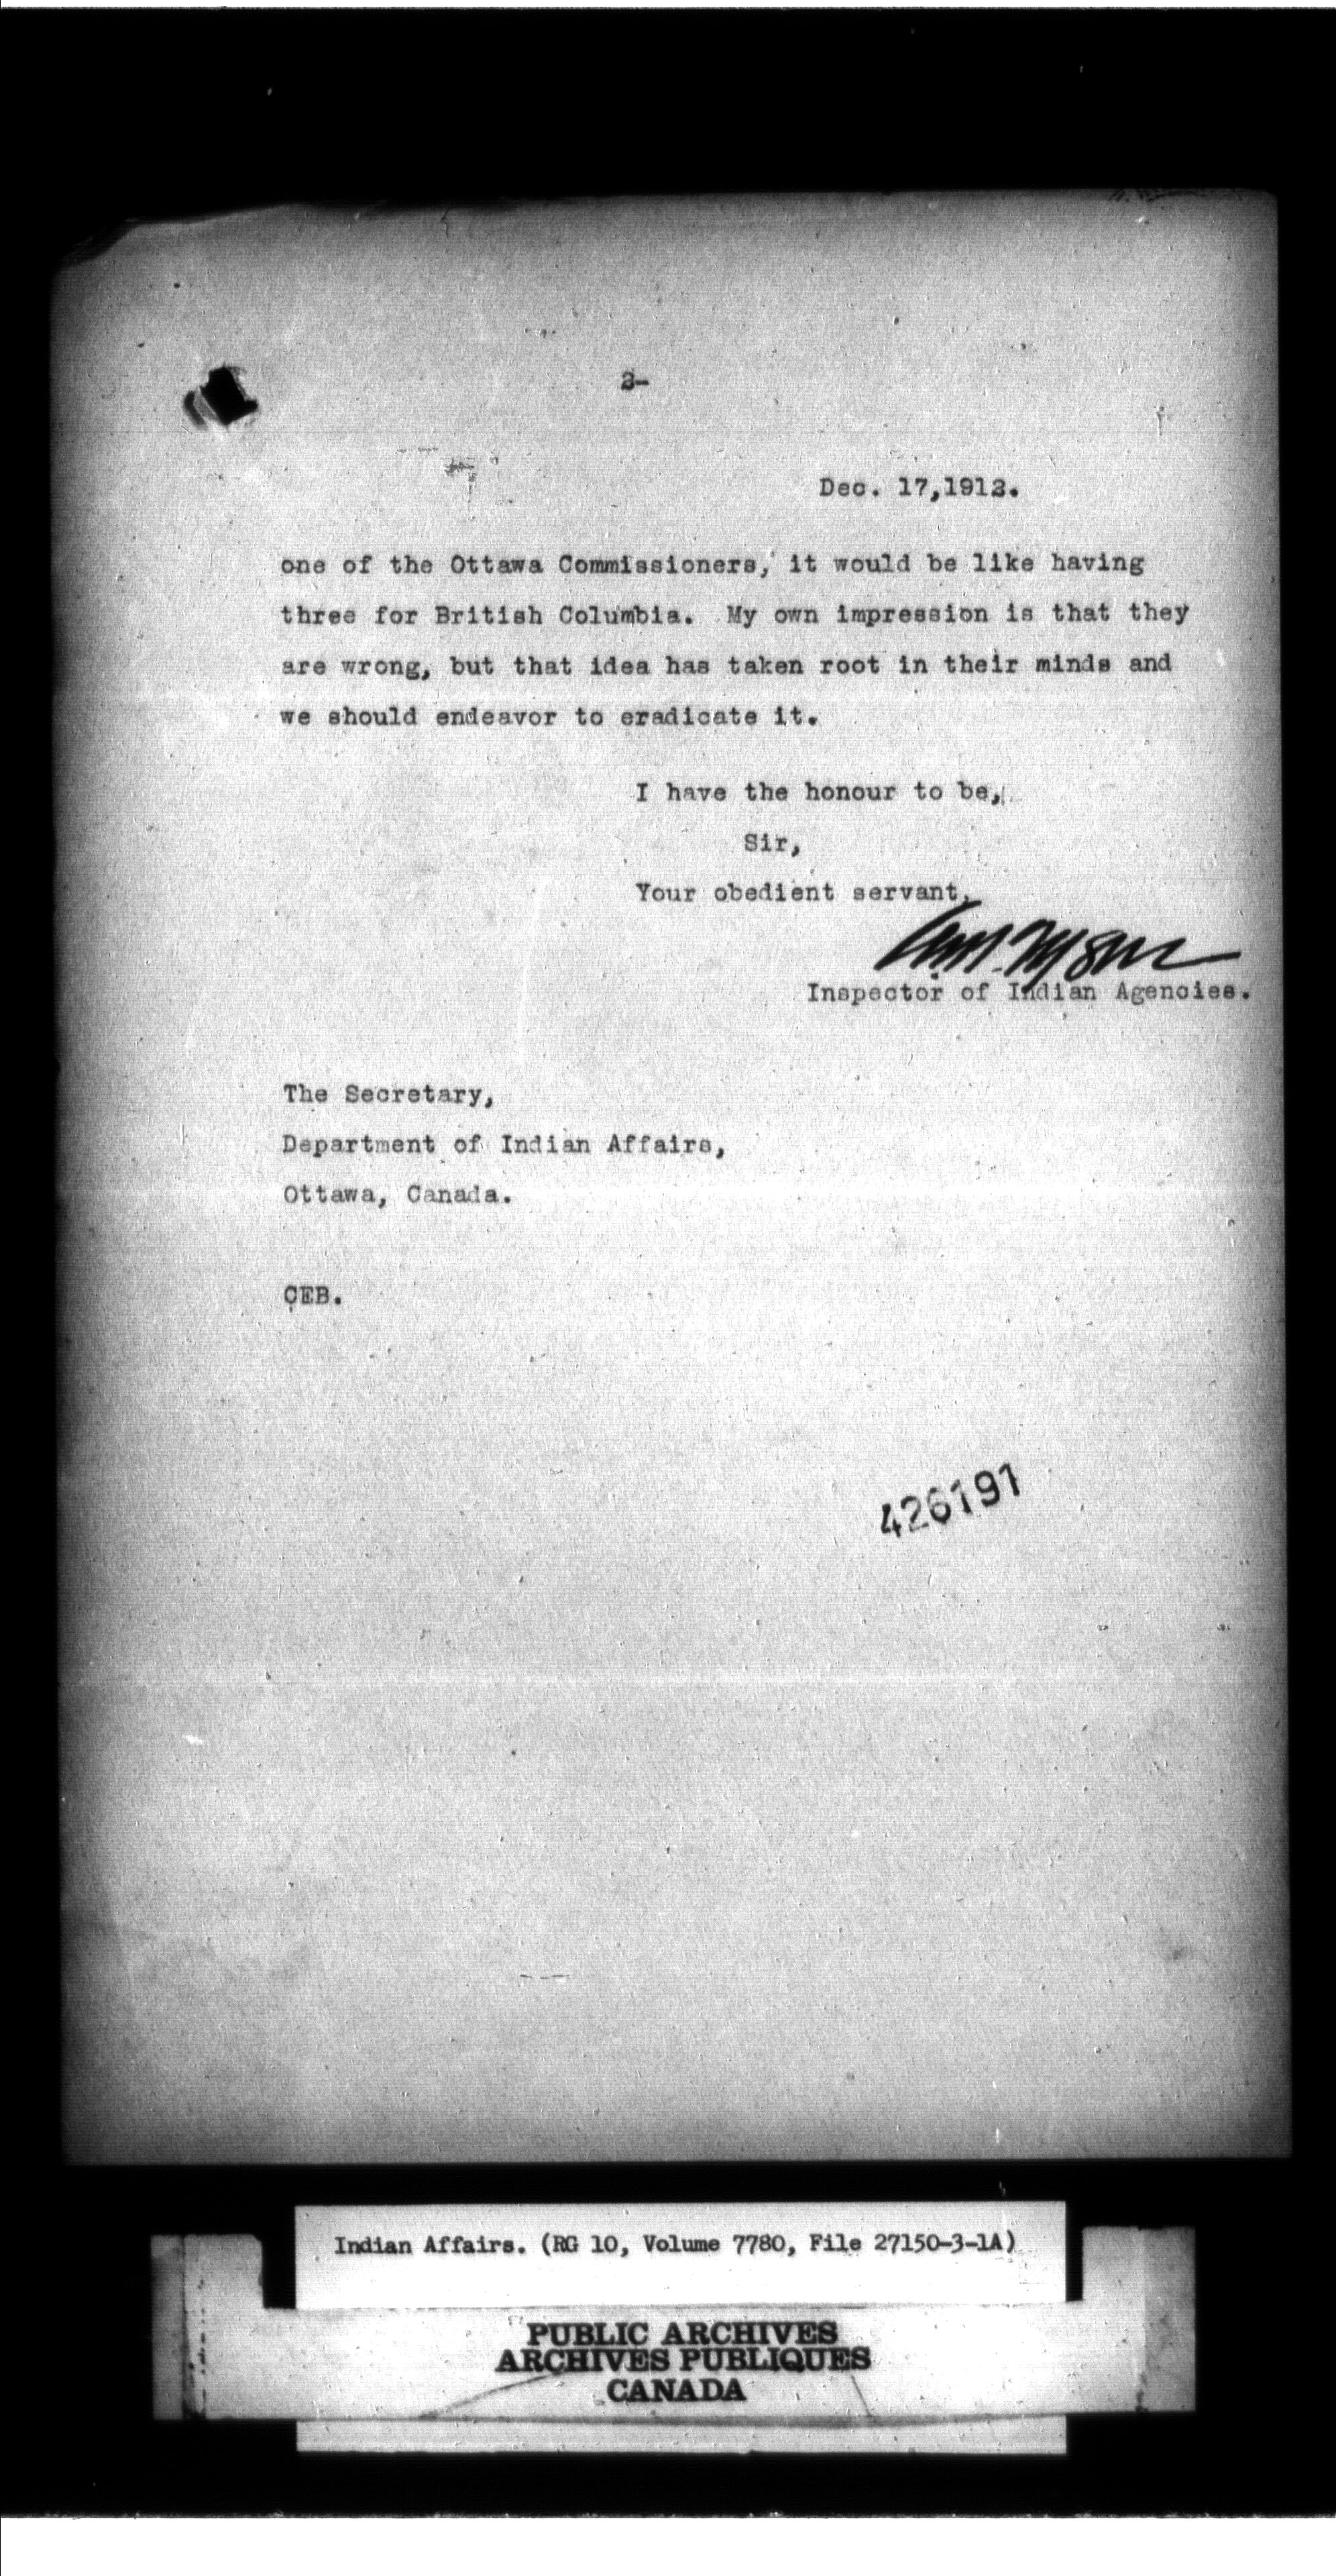 2-
Dec. 17,1912.
one of the Ottawa Commissioners, it would be like having
three for British Columbia. My own impression is that they
are wrong, but that idea has taken root in their minds and
we should endeavor to eradicate it.
I have the honour to be,
Sir,
Your obedient servant,
Inspector of Indian Agencies.
The Secretary,
Department of Indian Affairs,
Ottawa, Canada.
CEB.
426191
Indian Affairs. (RG 10, Volume 7780, File 27150-3-1A)
PUBLIC ARCHIVES
ARCHIVES PUBLIQUES
CANADA